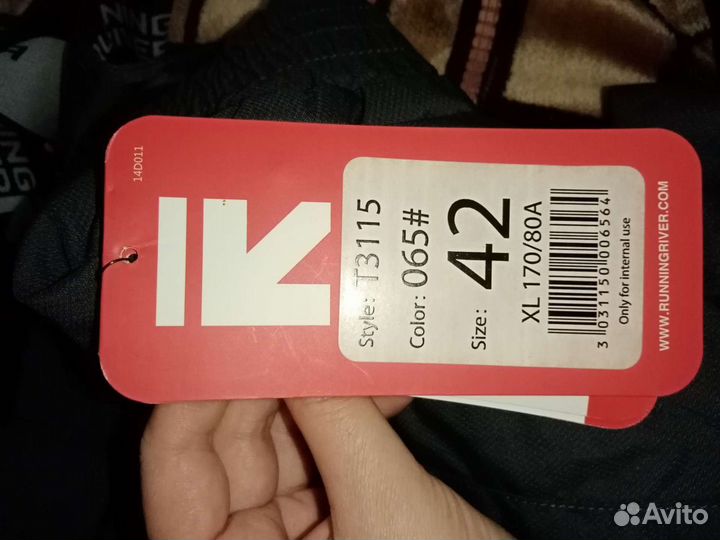 14D011
Style: T3115
Color: 065#
Size: 42
XL 170/80A
3 031150 006564
Only for internal use
WWW.RUNNINGRIVER.COM
NING
Avito